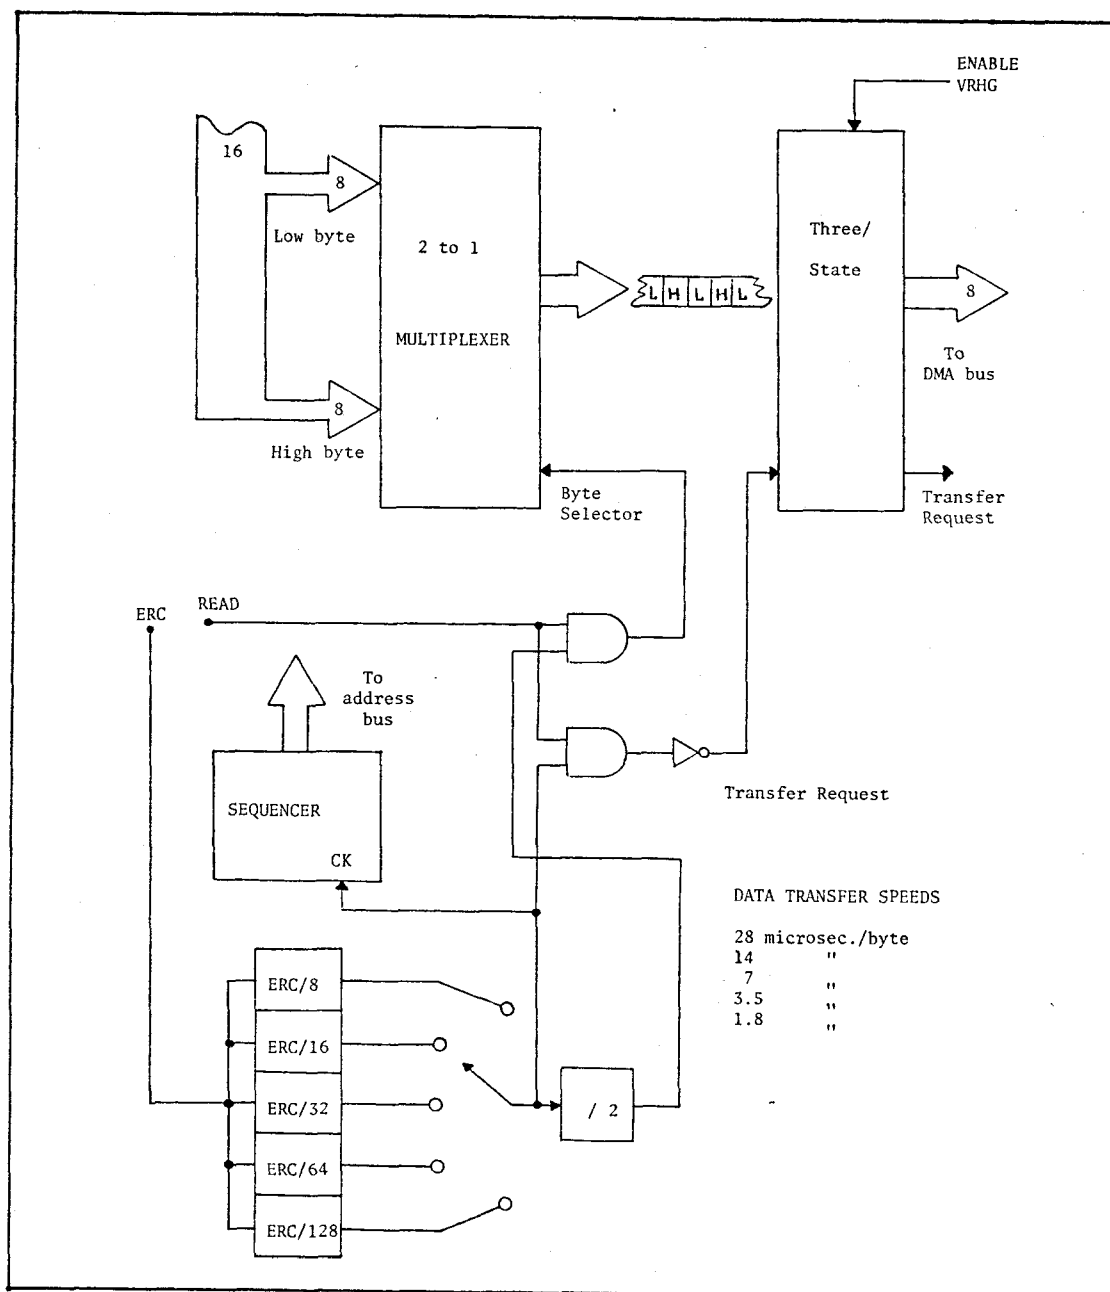 ENABLE
VRHG
16
8
Low byte
2 to 1
MULTIPLEXER
8
High byte
L H L H L
Three/
State
8
To
DMA bus
Byte
Selector
Transfer
Request
ERC
READ
To
address
bus
SEQUENCER
CK
Transfer Request
DATA TRANSFER SPEEDS
28 microsec./byte
14 "
7 "
3.5 "
1.8 "
ERC/8
ERC/16
ERC/32
ERC/64
ERC/128
/ 2